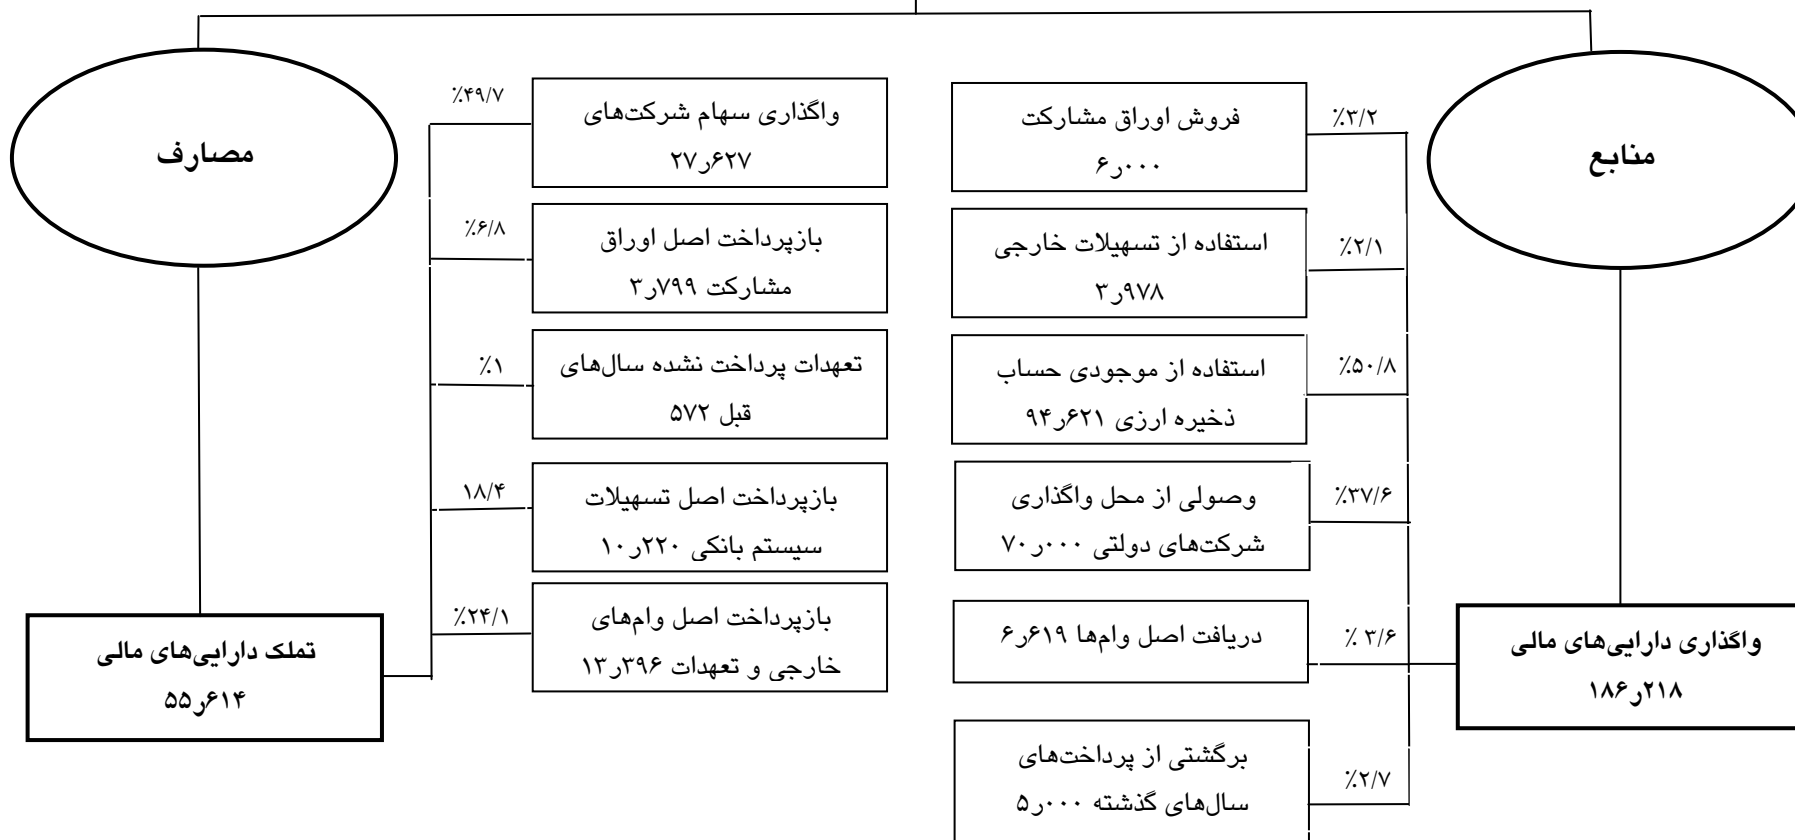 منابع
٪۳/۲
فروش اوراق مشارکت
۶ر۰۰۰
٪۲/۱
استفاده از تسهیلات خارجی
۳ر۹۷۸
٪۵۰/۸
استفاده از موجودی حساب
ذخیره ارزی ۹۴ر۶۲۱
٪۳۷/۶
وصولی از محل واگذاری
شرکت‌های دولتی ۷۰ر۰۰۰
٪ ۳/۶
دریافت اصل وام‌ها ۶ر۶۱۹
٪۲/۷
برگشتی از پرداخت‌های
سال‌های گذشته ۵ر۰۰۰
واگذاری دارایی‌های مالی
۱۸۶ر۲۱۸
مصارف
٪۴۹/۷
واگذاری سهام شرکت‌های
۲۷ر۶۲۷
٪۶/۸
بازپرداخت اصل اوراق
مشارکت ۳ر۷۹۹
٪۱
تعهدات پرداخت نشده سال‌های
قبل ۵۷۲
۱۸/۴
بازپرداخت اصل تسهیلات
سیستم بانکی ۱۰ر۲۲۰
٪۲۴/۱
بازپرداخت اصل وام‌های
خارجی و تعهدات ۱۳ر۳۹۶
تملک دارایی‌های مالی
۵۵ر۶۱۴